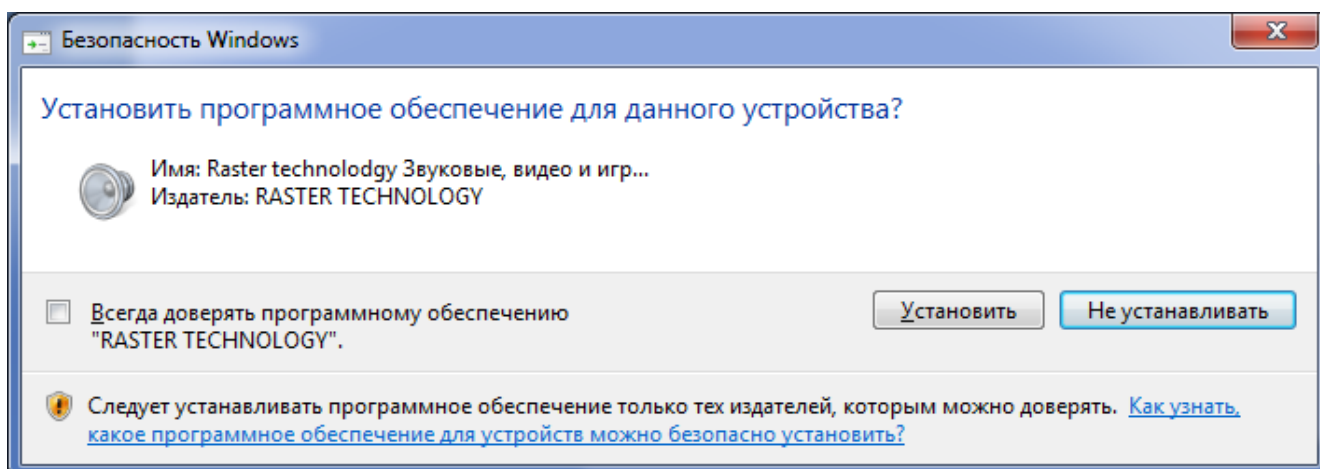 Безопасность Windows
Установить программное обеспечение для данного устройства?
Имя: Raster technolodgy Звуковые, видео и игр...
Издатель: RASTER TECHNOLOGY
Всегда доверять программному обеспечению
"RASTER TECHNOLOGY".
Установить
Не устанавливать
Следует устанавливать программное обеспечение только тех издателей, которым можно доверять. Как узнать,
какое программное обеспечение для устройств можно безопасно установить?